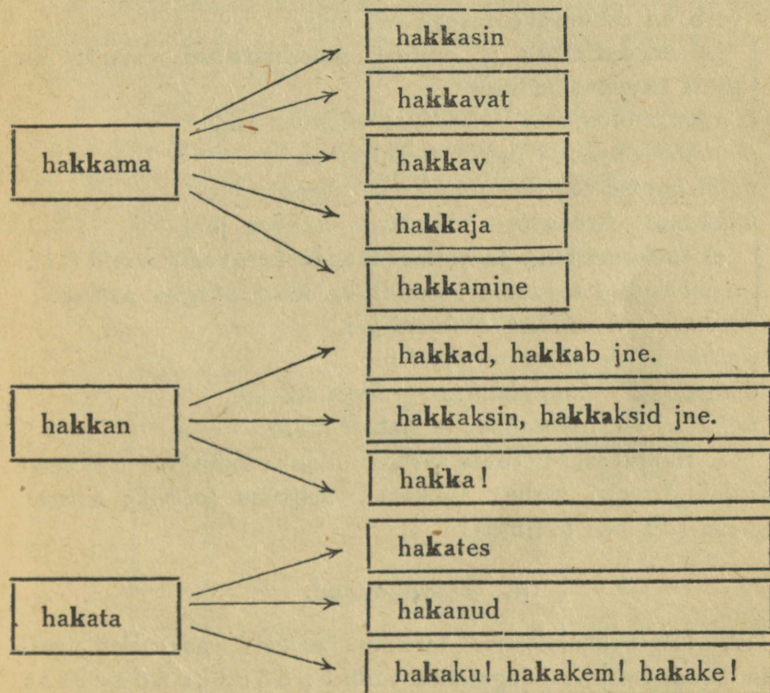 hakkama
hakkasin
hakkavat
hakkav
hakkaja
hakkamine
hakkan
hakkad, hakkab jne.
hakkaksin, hakkaksid jne.
hakka!
hakata
hakates
hakanud
hakaku! hakakem! hakake!